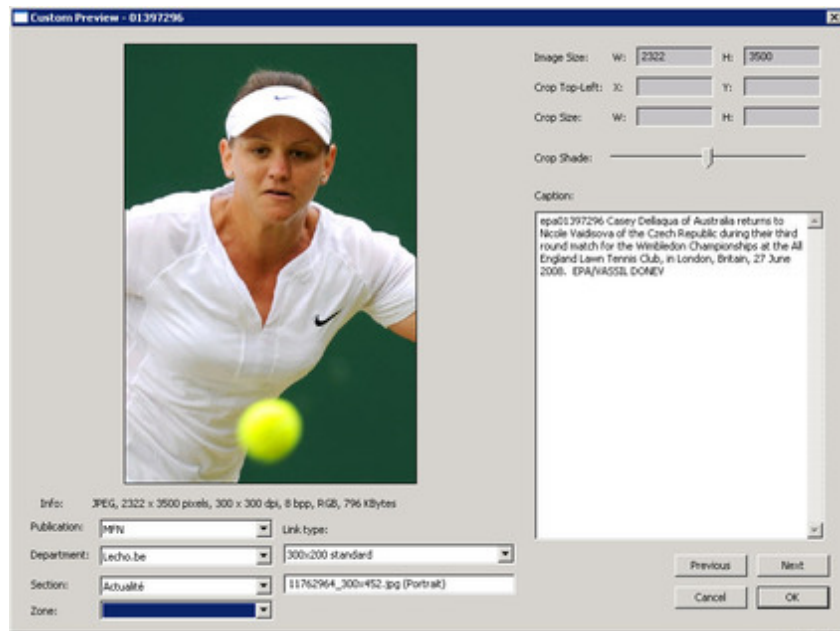 Custom Preview - 01397296
Image Size: W: 2322 H: 3500
Crop Top-Left: X: Y:
Crop Size: W: H:
Crop Shade:
Caption:
epa01397296 Casey Dellaqua of Australia returns to
Nicole Vaidisova of the Czech Republic during their third
round match for the Wimbledon Championships at the All
England Lawn Tennis Club, in London, Britain, 27 June
2008. EPA/VASSIL DONEV
Info: JPEG, 2322 x 3500 pixels, 300 x 300 dpi, 8 bpp, RGB, 796 KBytes
Publication: MFN Link type:
Department: Lecho.be 300x200 standard
Section: Actualité 11762964_300x452.jpg (Portrait)
Zone:
Previous Next
Cancel OK